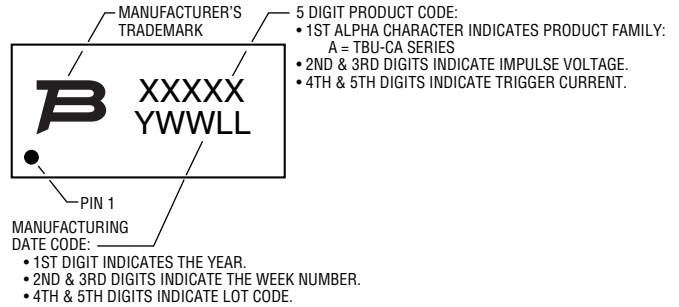 MANUFACTURER'S
TRADEMARK
5 DIGIT PRODUCT CODE:
• 1ST ALPHA CHARACTER INDICATES PRODUCT FAMILY:
A = TBU-CA SERIES
• 2ND & 3RD DIGITS INDICATE IMPULSE VOLTAGE.
• 4TH & 5TH DIGITS INDICATE TRIGGER CURRENT.
B
XXXXX
YWWLL
PIN 1
MANUFACTURING
DATE CODE:
• 1ST DIGIT INDICATES THE YEAR.
• 2ND & 3RD DIGITS INDICATE THE WEEK NUMBER.
• 4TH & 5TH DIGITS INDICATE LOT CODE.